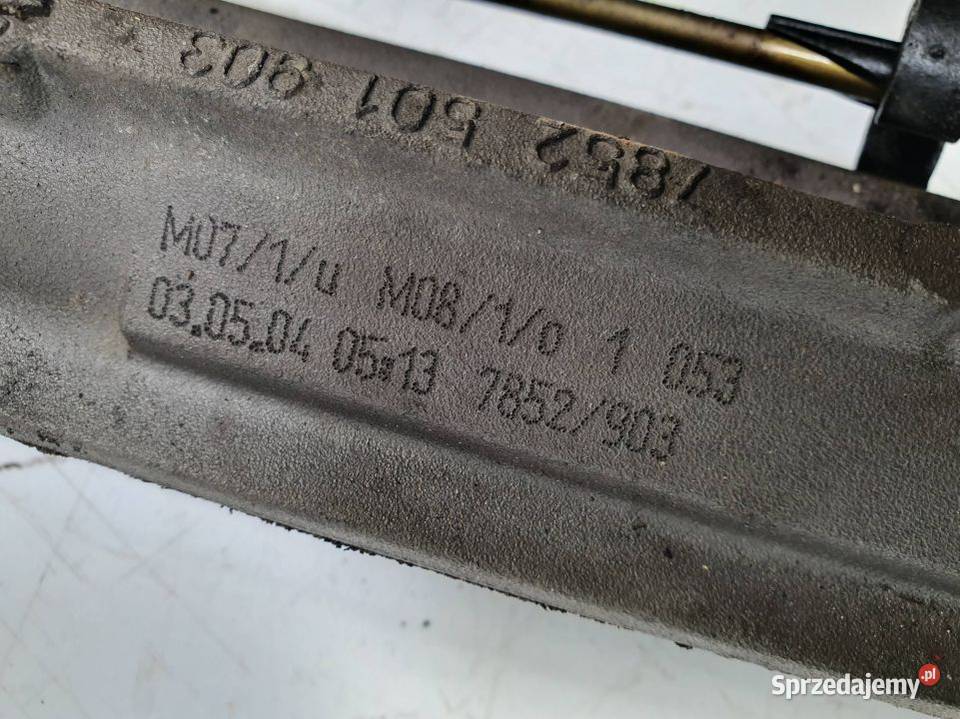 7852 501 903
M07/1/u M08/1/o 1 053
03.05.04 05:13 7852/903
Sprzedajemy.pl